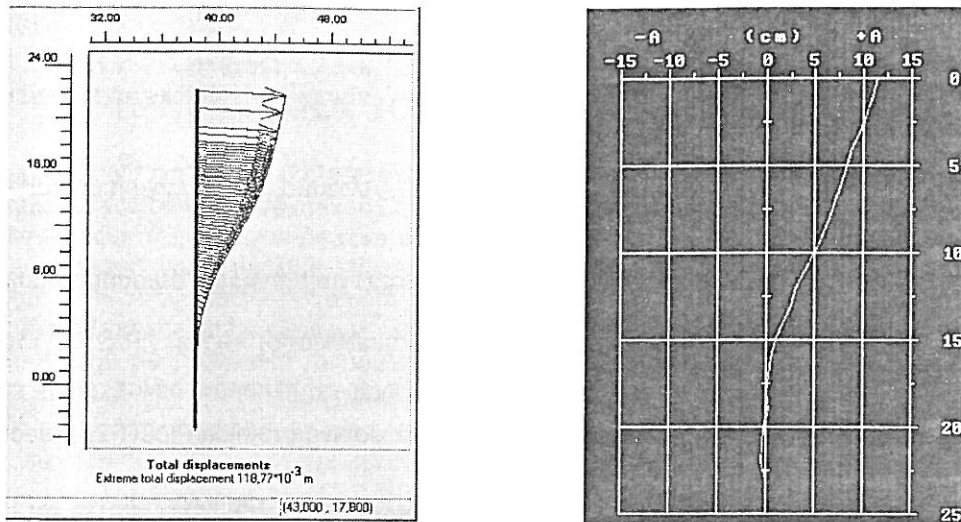 32.00 40.00 48.00
24.00
16.00
8.00
0.00
Total displacements
Extreme total displacement 118,77*10⁻³ m
(43.000 , 17,800)
-A (cm) +A
-15 -10 -5 0 5 10 15
0
5
10
15
20
25